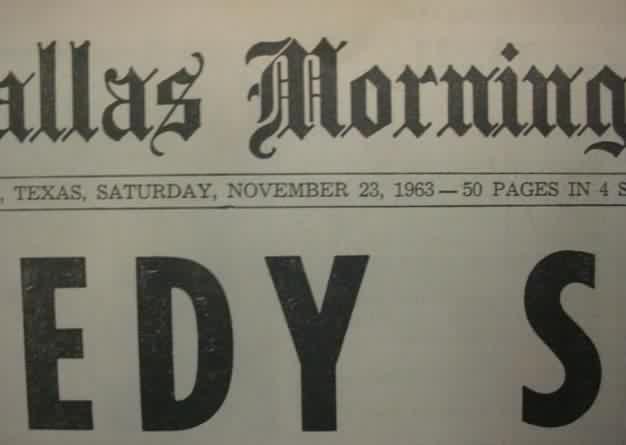 allas Morning
, TEXAS, SATURDAY, NOVEMBER 23, 1963 — 50 PAGES IN 4 S
EDY S